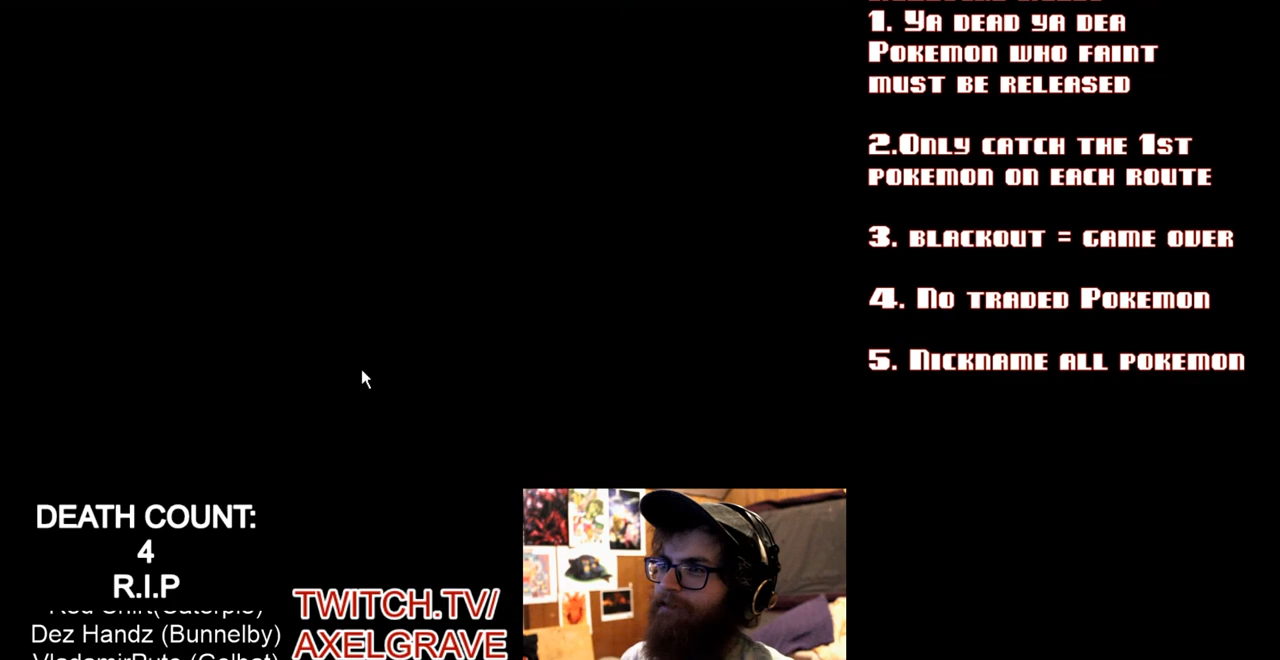 1. Ya dead ya dea
Pokemon who faint
must be released
2.Only catch the 1st
pokemon on each route
3. blackout = game over
4. No traded Pokemon
5. Nickname all pokemon
DEATH COUNT:
4
R.I.P
Dez Handz (Bunnelby)
TWITCH.TV/
AXELGRAVE